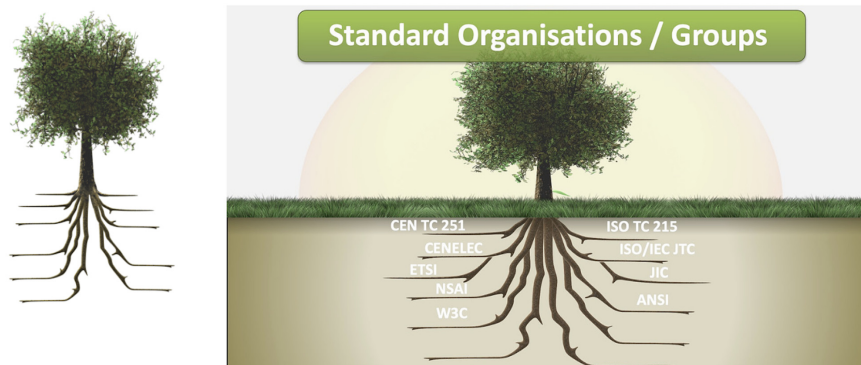 Standard Organisations / Groups
CEN TC 251
ISO TC 215
CENELEC
ISO/IEC JTC
ETSI
JIC
NSAI
ANSI
W3C